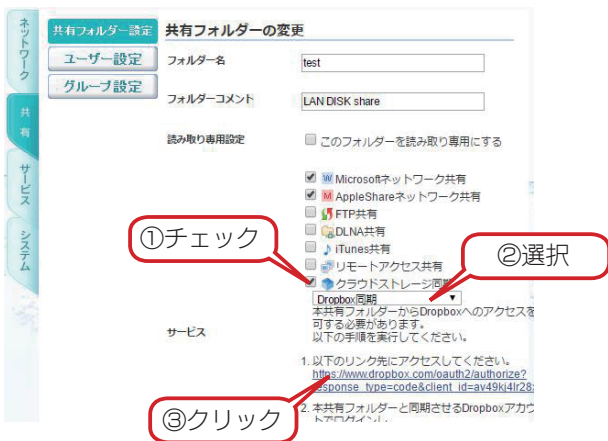 ネットワーク
共有
サービス
システム
共有フォルダー設定
ユーザー設定
グループ設定
共有フォルダーの変更
フォルダー名
test
フォルダーコメント
LAN DISK share
読み取り専用設定
このフォルダーを読み取り専用にする
サービス
Microsoftネットワーク共有
AppleShareネットワーク共有
FTP共有
DLNA共有
iTunes共有
リモートアクセス共有
クラウドストレージ同期
Dropbox同期
本共有フォルダーからDropboxへのアクセスを
可する必要があります。
以下の手順を実行してください。
1. 以下のリンク先にアクセスしてください。
https://www.dropbox.com/oauth2/authorize?
response_type=code&client_id=av49kj4lr28
2. 本共有フォルダーと同期させるDropboxアカウ
トでログインし
①チェック
②選択
③クリック